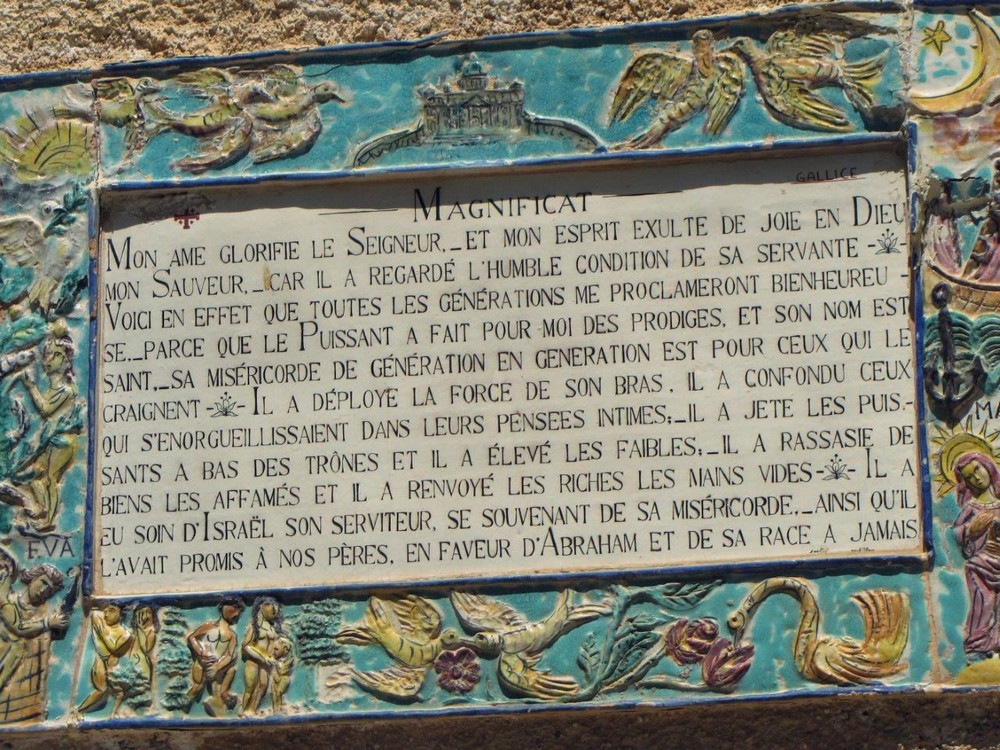 GALLICE
MAGNIFICAT
MON AME GLORIFIE LE SEIGNEUR,_ET MON ESPRIT EXULTE DE JOIE EN DIEU
MON SAUVEUR,_CAR IL A REGARDÉ L'HUMBLE CONDITION DE SA SERVANTE -
VOICI EN EFFET QUE TOUTES LES GÉNÉRATIONS ME PROCLAMERONT BIENHEUREU -
SE._PARCE QUE LE PUISSANT A FAIT POUR MOI DES PRODIGES, ET SON NOM EST
SAINT._SA MISÉRICORDE DE GÉNÉRATION EN GENERATION EST POUR CEUX QUI LE
CRAIGNENT - IL A DÉPLOYE LA FORCE DE SON BRAS, IL A CONFONDU CEUX
QUI S'ENORGUEILLISSAIENT DANS LEURS PENSEES INTIMES;_IL A JETE LES PUIS-
SANTS A BAS DES TRÔNES ET IL A ÉLEVÉ LES FAIBLES;_IL A RASSASIE DE
BIENS LES AFFAMÉS ET IL A RENVOYÉ LES RICHES LES MAINS VIDES- IL A
EU SOIN D'ISRAËL SON SERVITEUR, SE SOUVENANT DE SA MISÉRICORDE,_AINSI QU'IL
L'AVAIT PROMIS À NOS PÈRES, EN FAVEUR D'ABRAHAM ET DE SA RACE A JAMAIS
EVA
MA